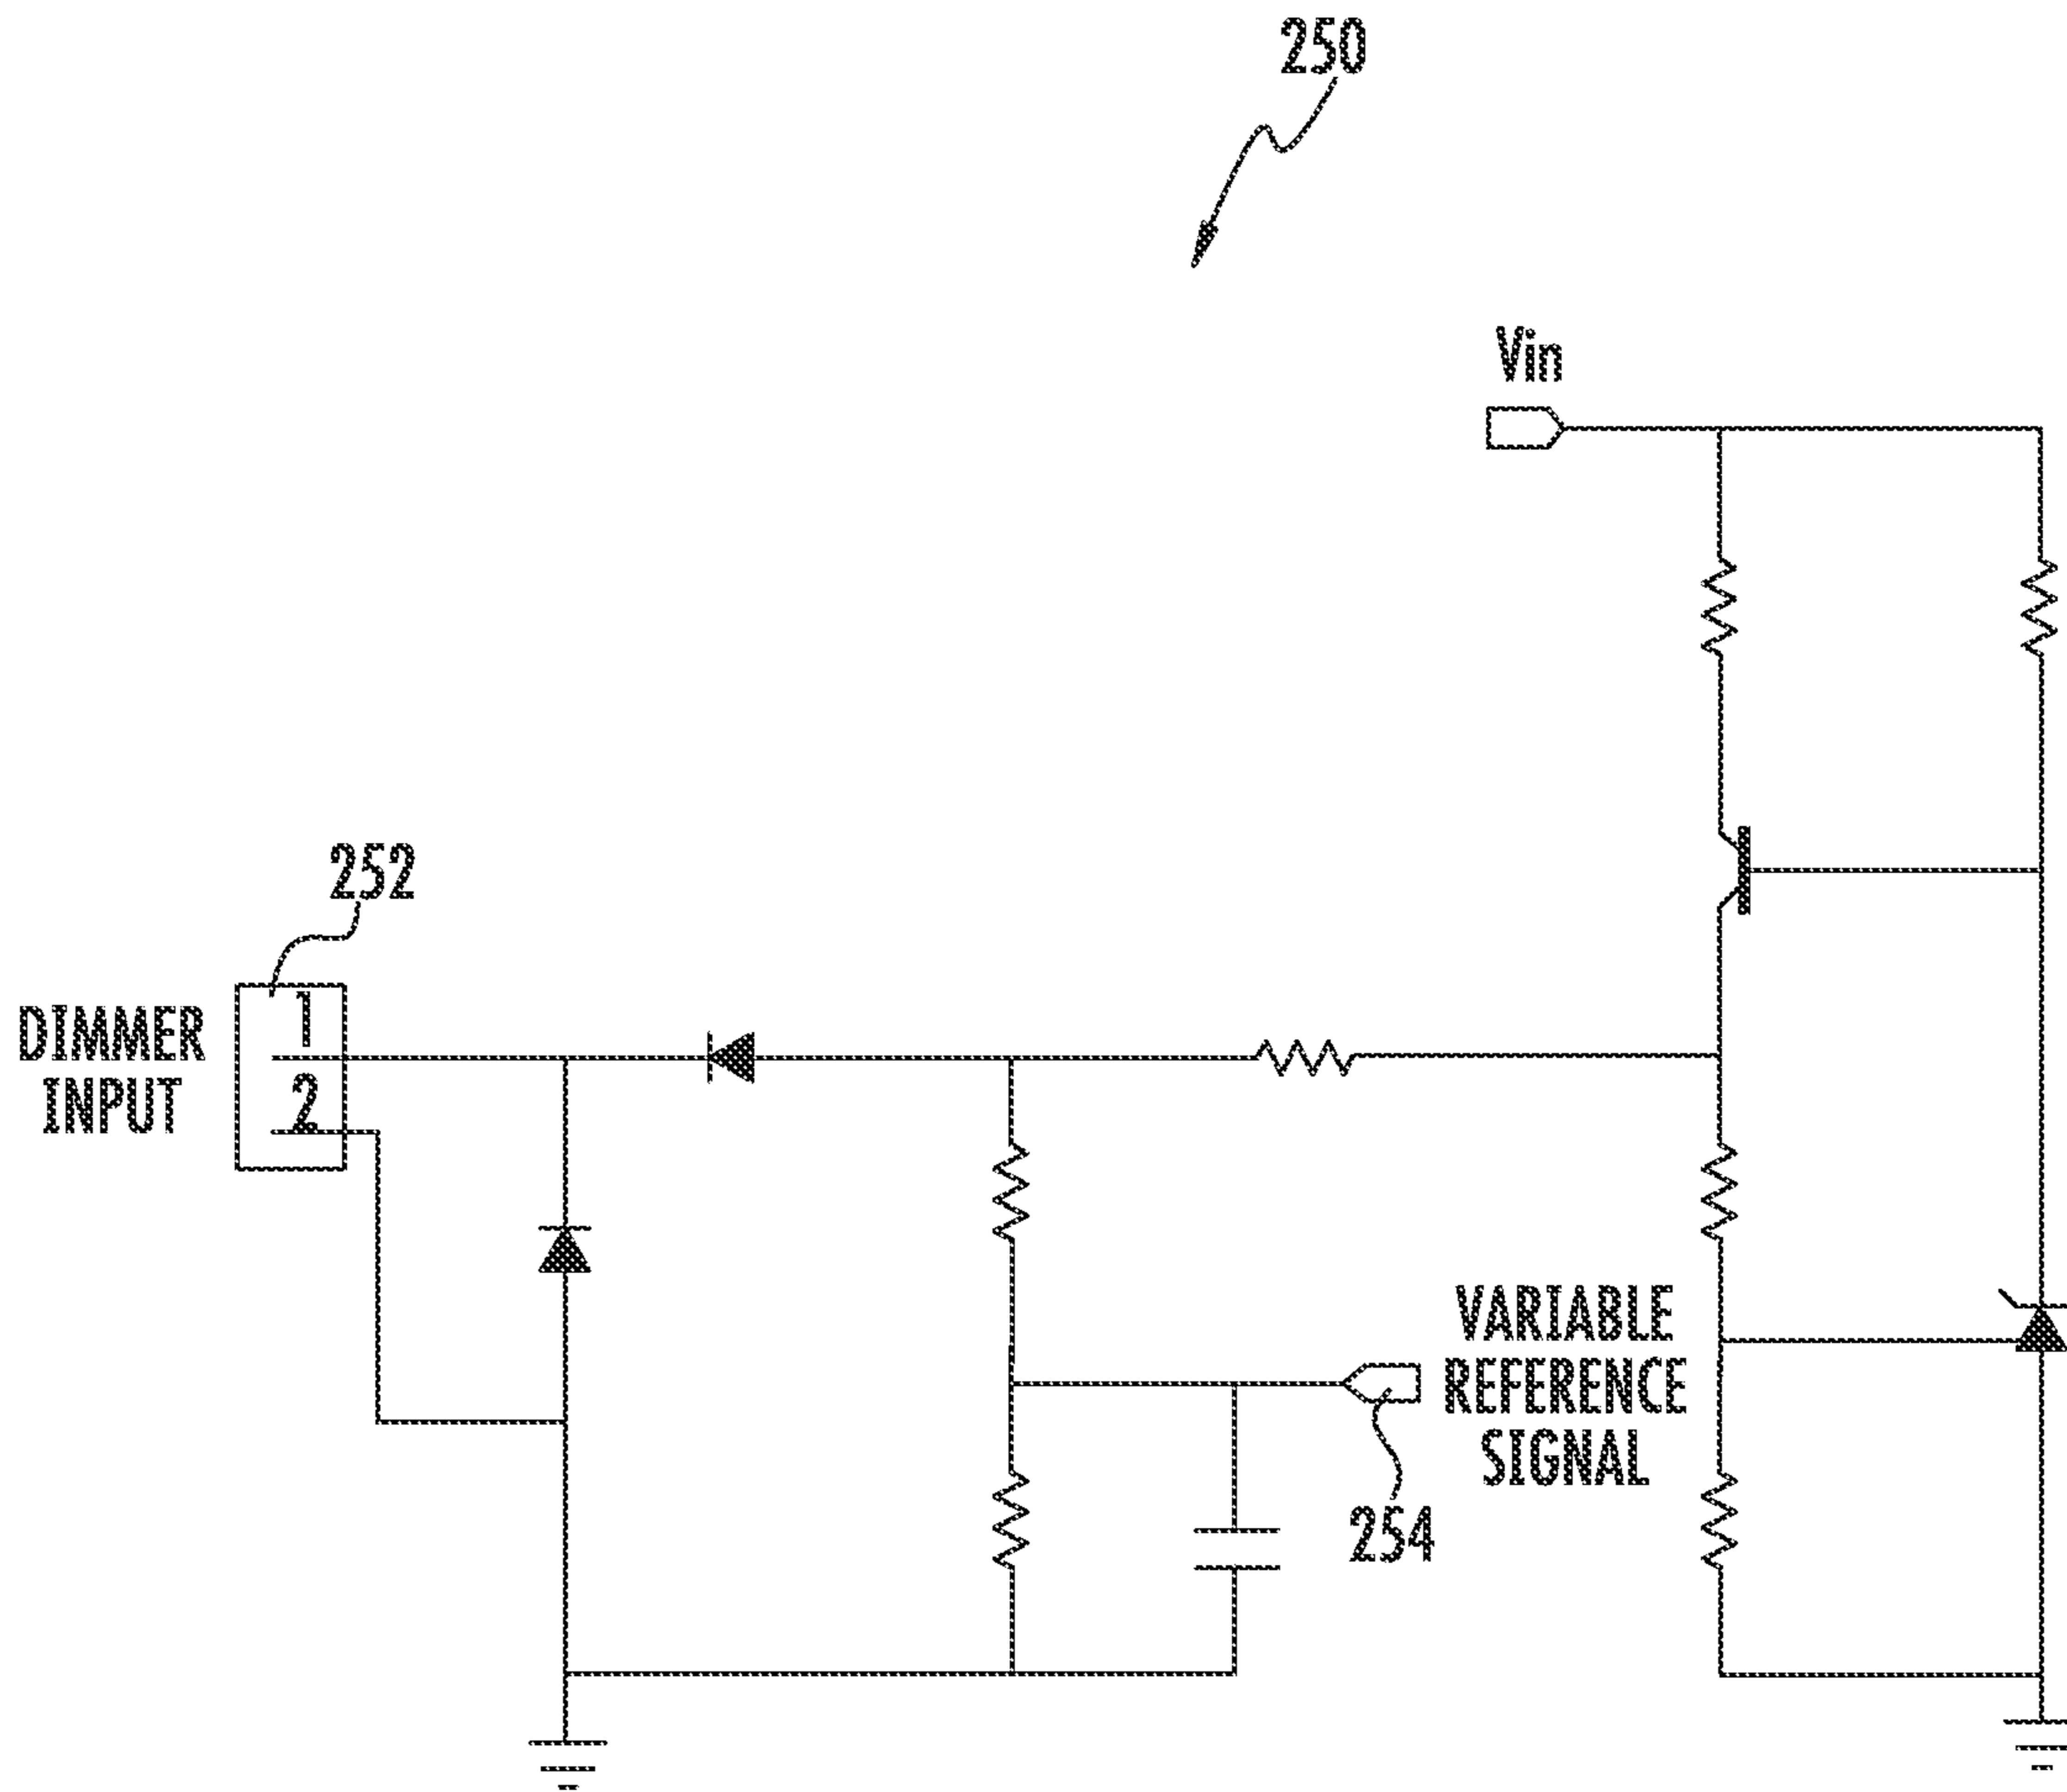 250
Vin
252
DIMMER
INPUT
1
2
VARIABLE
REFERENCE
SIGNAL
254